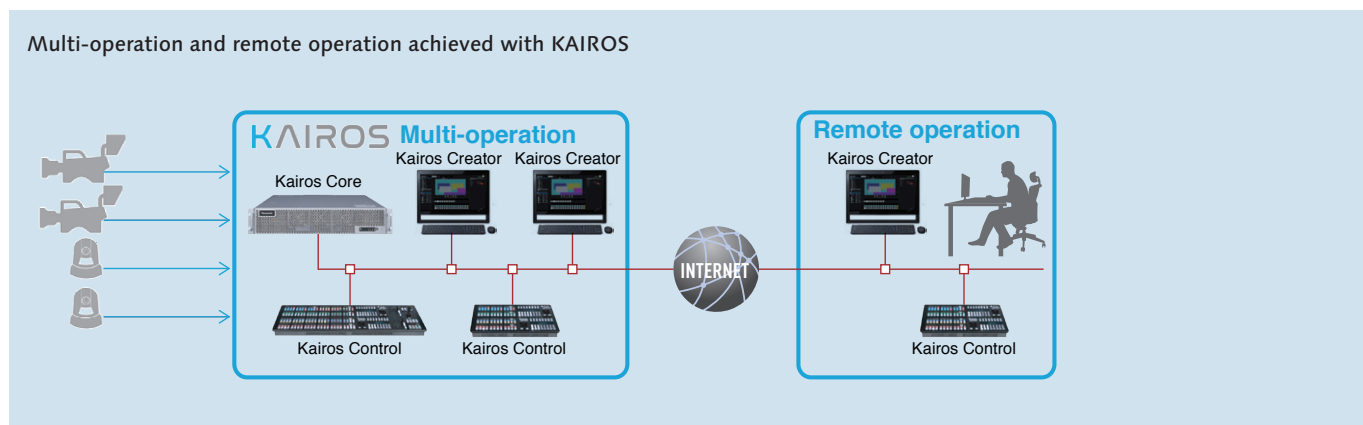 Multi-operation and remote operation achieved with KAIROS
KAIROS Multi-operation
Kairos Creator Kairos Creator
Kairos Core
Kairos Control
Kairos Control
INTERNET
Remote operation
Kairos Creator
Kairos Control